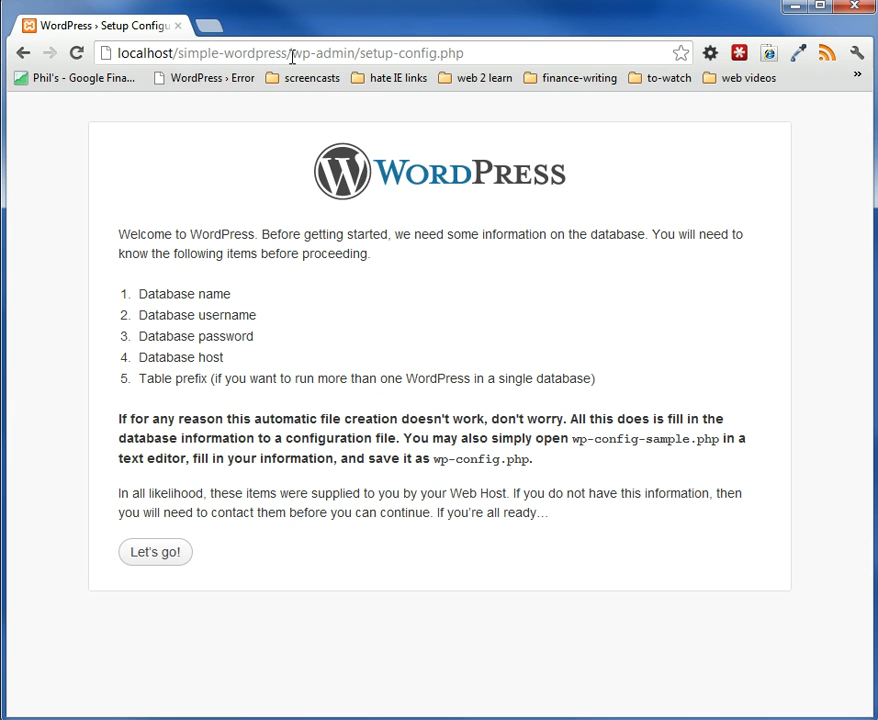 WordPress › Setup Configu
localhost/simple-wordpress/wp-admin/setup-config.php
Phil's - Google Fina...
WordPress › Error
screencasts
hate IE links
web 2 learn
finance-writing
to-watch
web videos
»
WORDPRESS
Welcome to WordPress. Before getting started, we need some information on the database. You will need to
know the following items before proceeding.
1. Database name
2. Database username
3. Database password
4. Database host
5. Table prefix (if you want to run more than one WordPress in a single database)
If for any reason this automatic file creation doesn't work, don't worry. All this does is fill in the
database information to a configuration file. You may also simply open wp-config-sample.php in a
text editor, fill in your information, and save it as wp-config.php.
In all likelihood, these items were supplied to you by your Web Host. If you do not have this information, then
you will need to contact them before you can continue. If you're all ready…
Let's go!